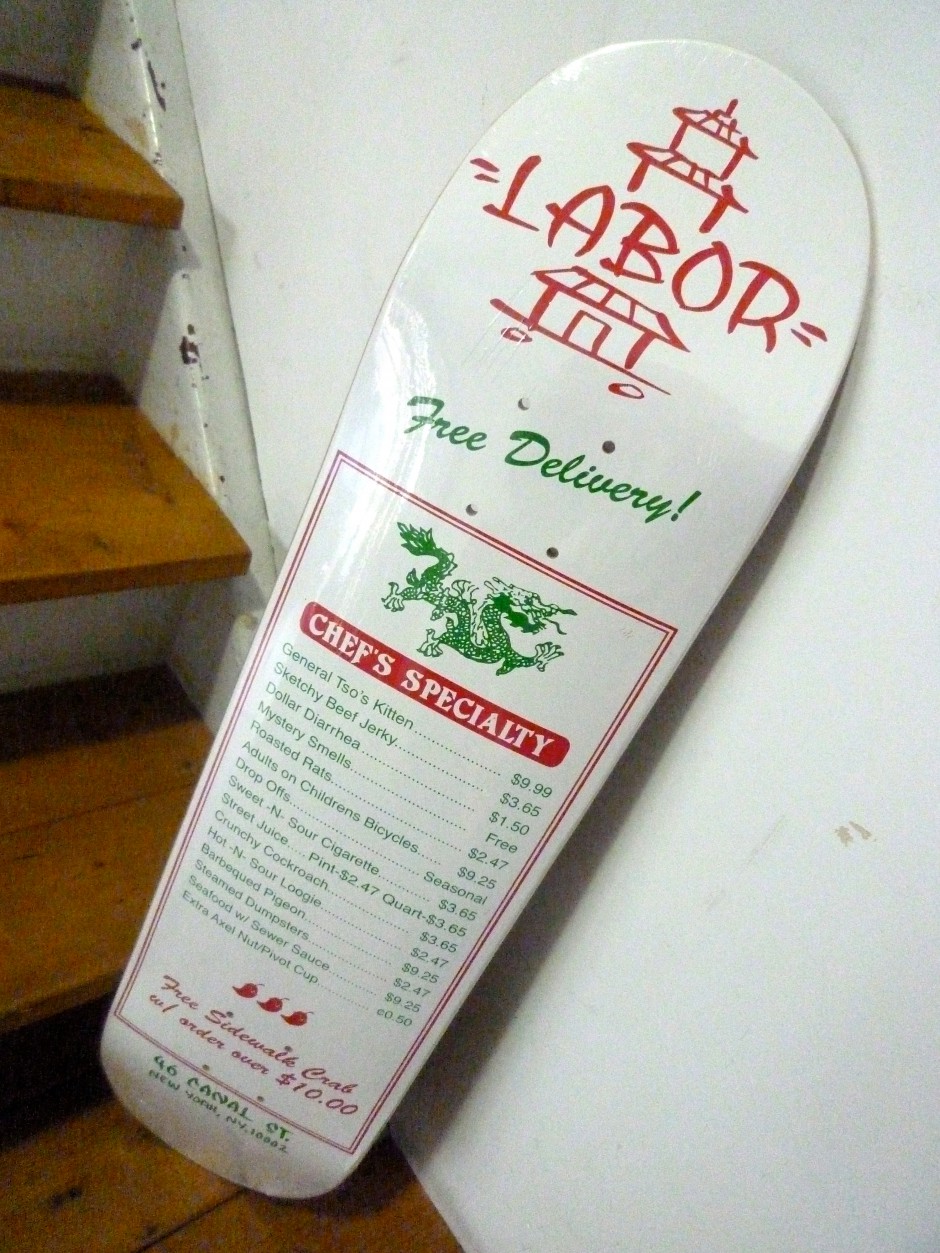 =LABOR=
Free Delivery!
CHEF'S SPECIALTY
General Tso's Kitten........ $9.99
Sketchy Beef Jerky........ $3.65
Dollar Diarrhea........ $1.50
Mystery Smells........ Free
Roasted Rats........ $2.47
Adults on Childrens Bicycles........ $9.25
Drop Offs........ Seasonal
Sweet -N- Sour Cigarette........ $3.65
Street Juice..... Pint-$2.47 Quart-$3.65
Crunchy Cockroach........ $3.65
Hot -N- Sour Loogie........ $2.47
Barbequed Pigeon........ $9.25
Steamed Dumpsters........ $2.47
Seafood w/ Sewer Sauce........ $9.25
Extra Axel Nut/Pivot Cup........ ¢0.50
Free Sidewalk Crab
w/ order over $10.00
46 CANAL ST.
NEW YORK, NY, 10002